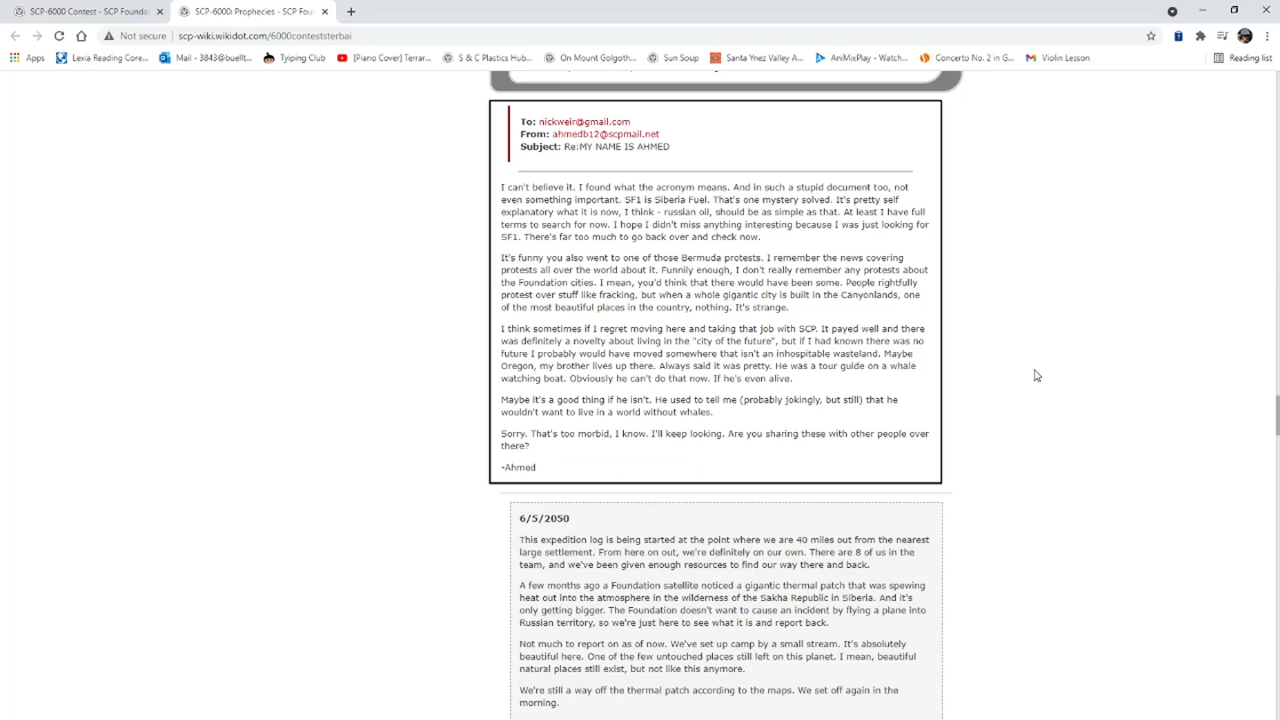 SCP-6000 Contest - SCP Founda
SCP-6000: Prophecies - SCP Fou
Not secure
scp-wiki.wikidot.com/6000conteststerbai
Apps
Lexia Reading Core...
Mail - 3843@buellt...
Tyiping Club
[Piano Cover] Terrar...
S & C Plastics Hub...
On Mount Golgoth...
Sun Soup
Santa Ynez Valley A...
AniMixPlay - Watch...
Concerto No. 2 in G...
Violin Lesson
Reading list
To: nickweir@gmail.com
From: ahmedb12@scpmail.net
Subject: Re:MY NAME IS AHMED
I can't believe it. I found what the acronym means. And in such a stupid document too, not
even something important. SF1 is Siberia Fuel. That's one mystery solved. It's pretty self
explanatory what it is now, I think - russian oil, should be as simple as that. At least I have full
terms to search for now. I hope I didn't miss anything interesting because I was just looking for
SF1. There's far too much to go back over and check now.
It's funny you also went to one of those Bermuda protests. I remember the news covering
protests all over the world about it. Funnily enough, I don't really remember any protests about
the Foundation cities. I mean, you'd think that there would have been some. People rightfully
protest over stuff like fracking, but when a whole gigantic city is built in the Canyonlands, one
of the most beautiful places in the country, nothing. It's strange.
I think sometimes if I regret moving here and taking that job with SCP. It payed well and there
was definitely a novelty about living in the "city of the future", but if I had known there was no
future I probably would have moved somewhere that isn't an inhospitable wasteland. Maybe
Oregon, my brother lives up there. Always said it was pretty. He was a tour guide on a whale
watching boat. Obviously he can't do that now. If he's even alive.
Maybe it's a good thing if he isn't. He used to tell me (probably jokingly, but still) that he
wouldn't want to live in a world without whales.
Sorry. That's too morbid, I know. I'll keep looking. Are you sharing these with other people over
there?
-Ahmed
6/5/2050
This expedition log is being started at the point where we are 40 miles out from the nearest
large settlement. From here on out, we're definitely on our own. There are 8 of us in the
team, and we've been given enough resources to find our way there and back.
A few months ago a Foundation satellite noticed a gigantic thermal patch that was spewing
heat out into the atmosphere in the wilderness of the Sakha Republic in Siberia. And it's
only getting bigger. The Foundation doesn't want to cause an incident by flying a plane into
Russian territory, so we're just here to see what it is and report back.
Not much to report on as of now. We've set up camp by a small stream. It's absolutely
beautiful here. One of the few untouched places still left on this planet. I mean, beautiful
natural places still exist, but not like this anymore.
We're still a way off the thermal patch according to the maps. We set off again in the
morning.